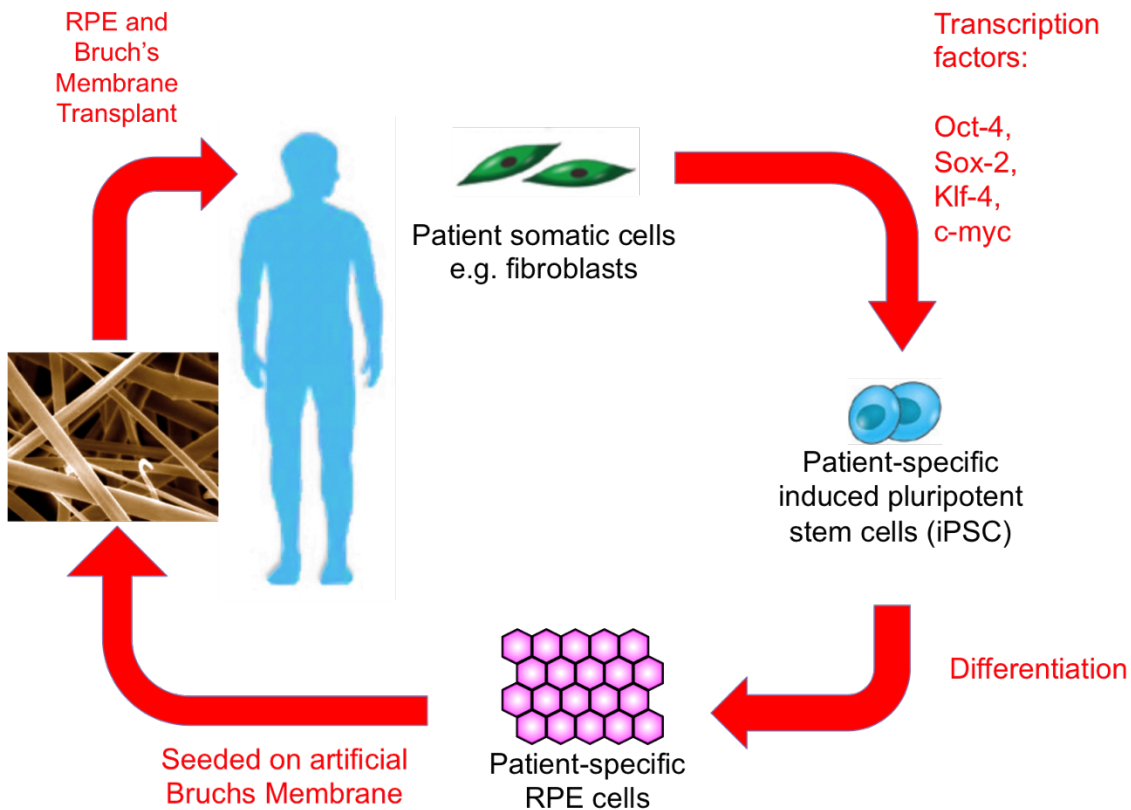 RPE and
Bruch’s
Membrane
Transplant
Transcription
factors:
Oct-4,
Sox-2,
Klf-4,
c-myc
Patient somatic cells
e.g. fibroblasts
Patient-specific
induced pluripotent
stem cells (iPSC)
Differentiation
Patient-specific
RPE cells
Seeded on artificial
Bruchs Membrane